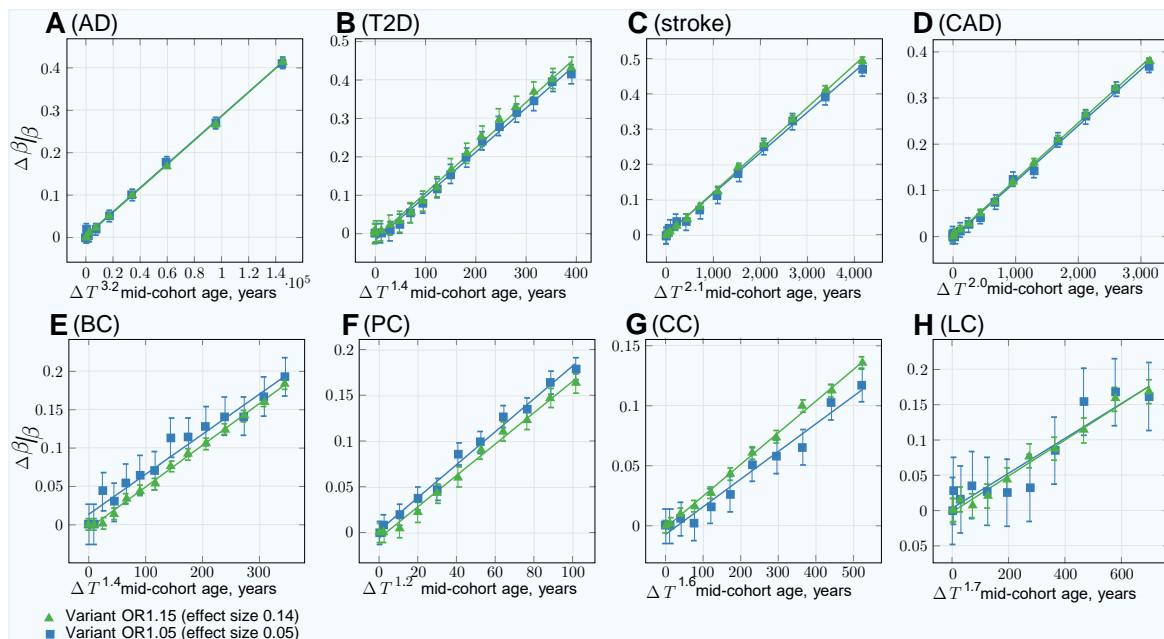 A (AD) B (T2D) C (stroke) D (CAD)
Δβ/β
0.4
0.3
0.2
0.1
0
0 0.2 0.4 0.6 0.8 1 1.2 1.4
·10⁵
ΔT^3.2 mid-cohort age, years
0.5
0.4
0.3
0.2
0.1
0
0 100 200 300 400
ΔT^1.4 mid-cohort age, years
0.5
0.4
0.3
0.2
0.1
0.0
0 1,000 2,000 3,000 4,000
ΔT^2.1 mid-cohort age, years
0.4
0.3
0.2
0.1
0
0 1,000 2,000 3,000
ΔT^2.0 mid-cohort age, years
E (BC) F (PC) G (CC) H (LC)
Δβ/β
0.2
0.15
0.1
0.05
0
0 100 200 300
ΔT^1.4 mid-cohort age, years
0.2
0.15
0.1
0.05
0
0 20 40 60 80 100
ΔT^1.2 mid-cohort age, years
0.15
0.1
0.05
0
0 100 200 300 400 500
ΔT^1.6 mid-cohort age, years
0.2
0.15
0.1
0.05
0
0.05
0 200 400 600
ΔT^1.7 mid-cohort age, years
Variant OR1.15 (effect size 0.14)
Variant OR1.05 (effect size 0.05)